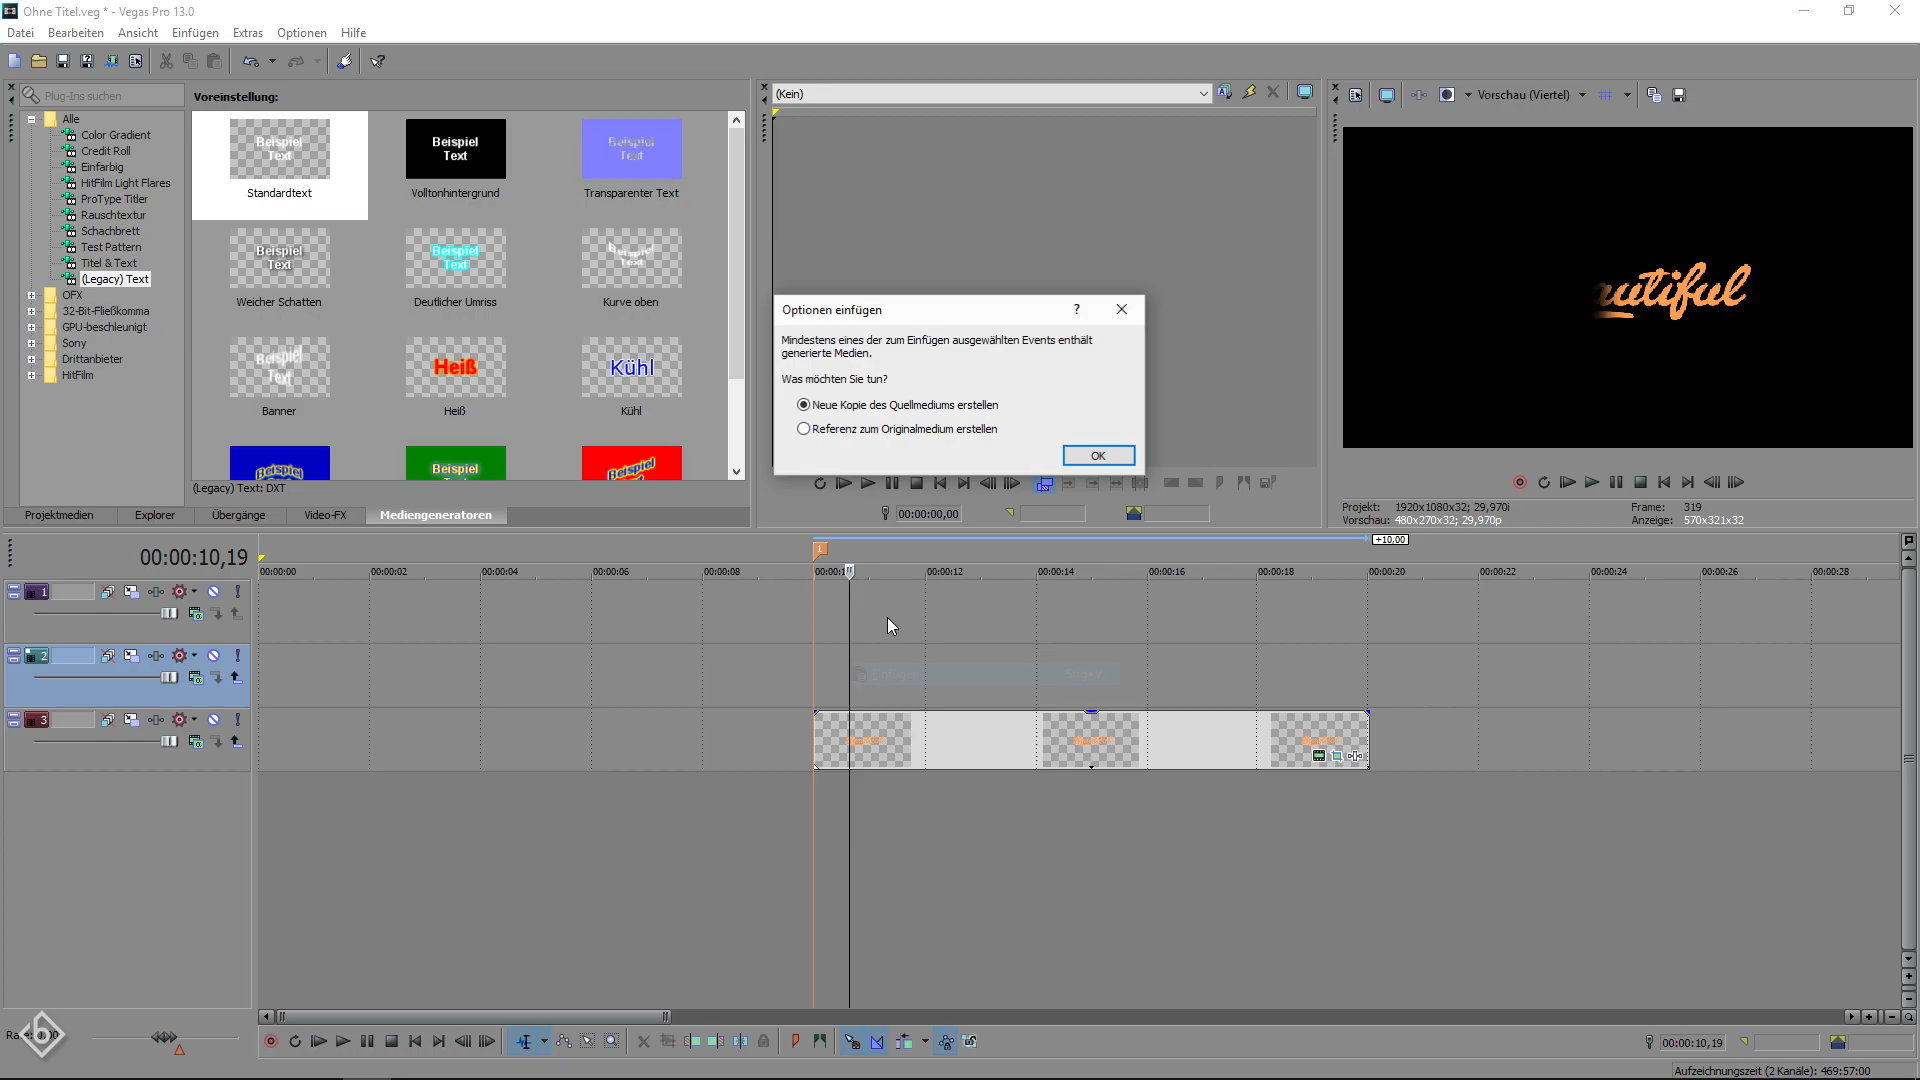 Ohne Titel.veg * - Vegas Pro 13.0
Datei Bearbeiten Ansicht Einfügen Extras Optionen Hilfe
Plug-Ins suchen
Voreinstellung:
Alle
Color Gradient
Credit Roll
Einfarbig
HitFilm Light Flares
ProType Titler
Rauschtextur
Schachbrett
Test Pattern
Titel & Text
(Legacy) Text
OFX
32-Bit-Fließkomma
GPU-beschleunigt
Sony
Drittanbieter
HitFilm
Beispiel
Text
Standardtext
Beispiel
Text
Volltonhintergrund
Beispiel
Text
Transparenter Text
Beispiel
Text
Weicher Schatten
Beispiel
Text
Deutlicher Umriss
Beispiel
Text
Kurve oben
Beispiel
Text
Banner
Heiß
Heiß
Kühl
Kühl
Beispiel
Beispiel
Beispiel
(Legacy) Text: DXT
Projektmedien Explorer Übergänge Video-FX Mediengeneratoren
(Kein)
Optionen einfügen
?
Mindestens eines der zum Einfügen ausgewählten Events enthält
generierte Medien.
Was möchten Sie tun?
Neue Kopie des Quellmediums erstellen
Referenz zum Originalmedium erstellen
OK
00:00:00,00
Vorschau (Viertel)
autiful
Projekt: 1920x1080x32; 29,970i Frame: 319
Vorschau: 480x270x32; 29,970p Anzeige: 570x321x32
00:00:10,19
1
+10,00
00:00:00 00:00:02 00:00:04 00:00:06 00:00:08 00:00:1 00:00:12 00:00:14 00:00:16 00:00:18 00:00:20 00:00:22 00:00:24 00:00:26 00:00:28
1
2
3
00:00:10,19
Aufzeichnungszeit (2 Kanäle): 469:57:00